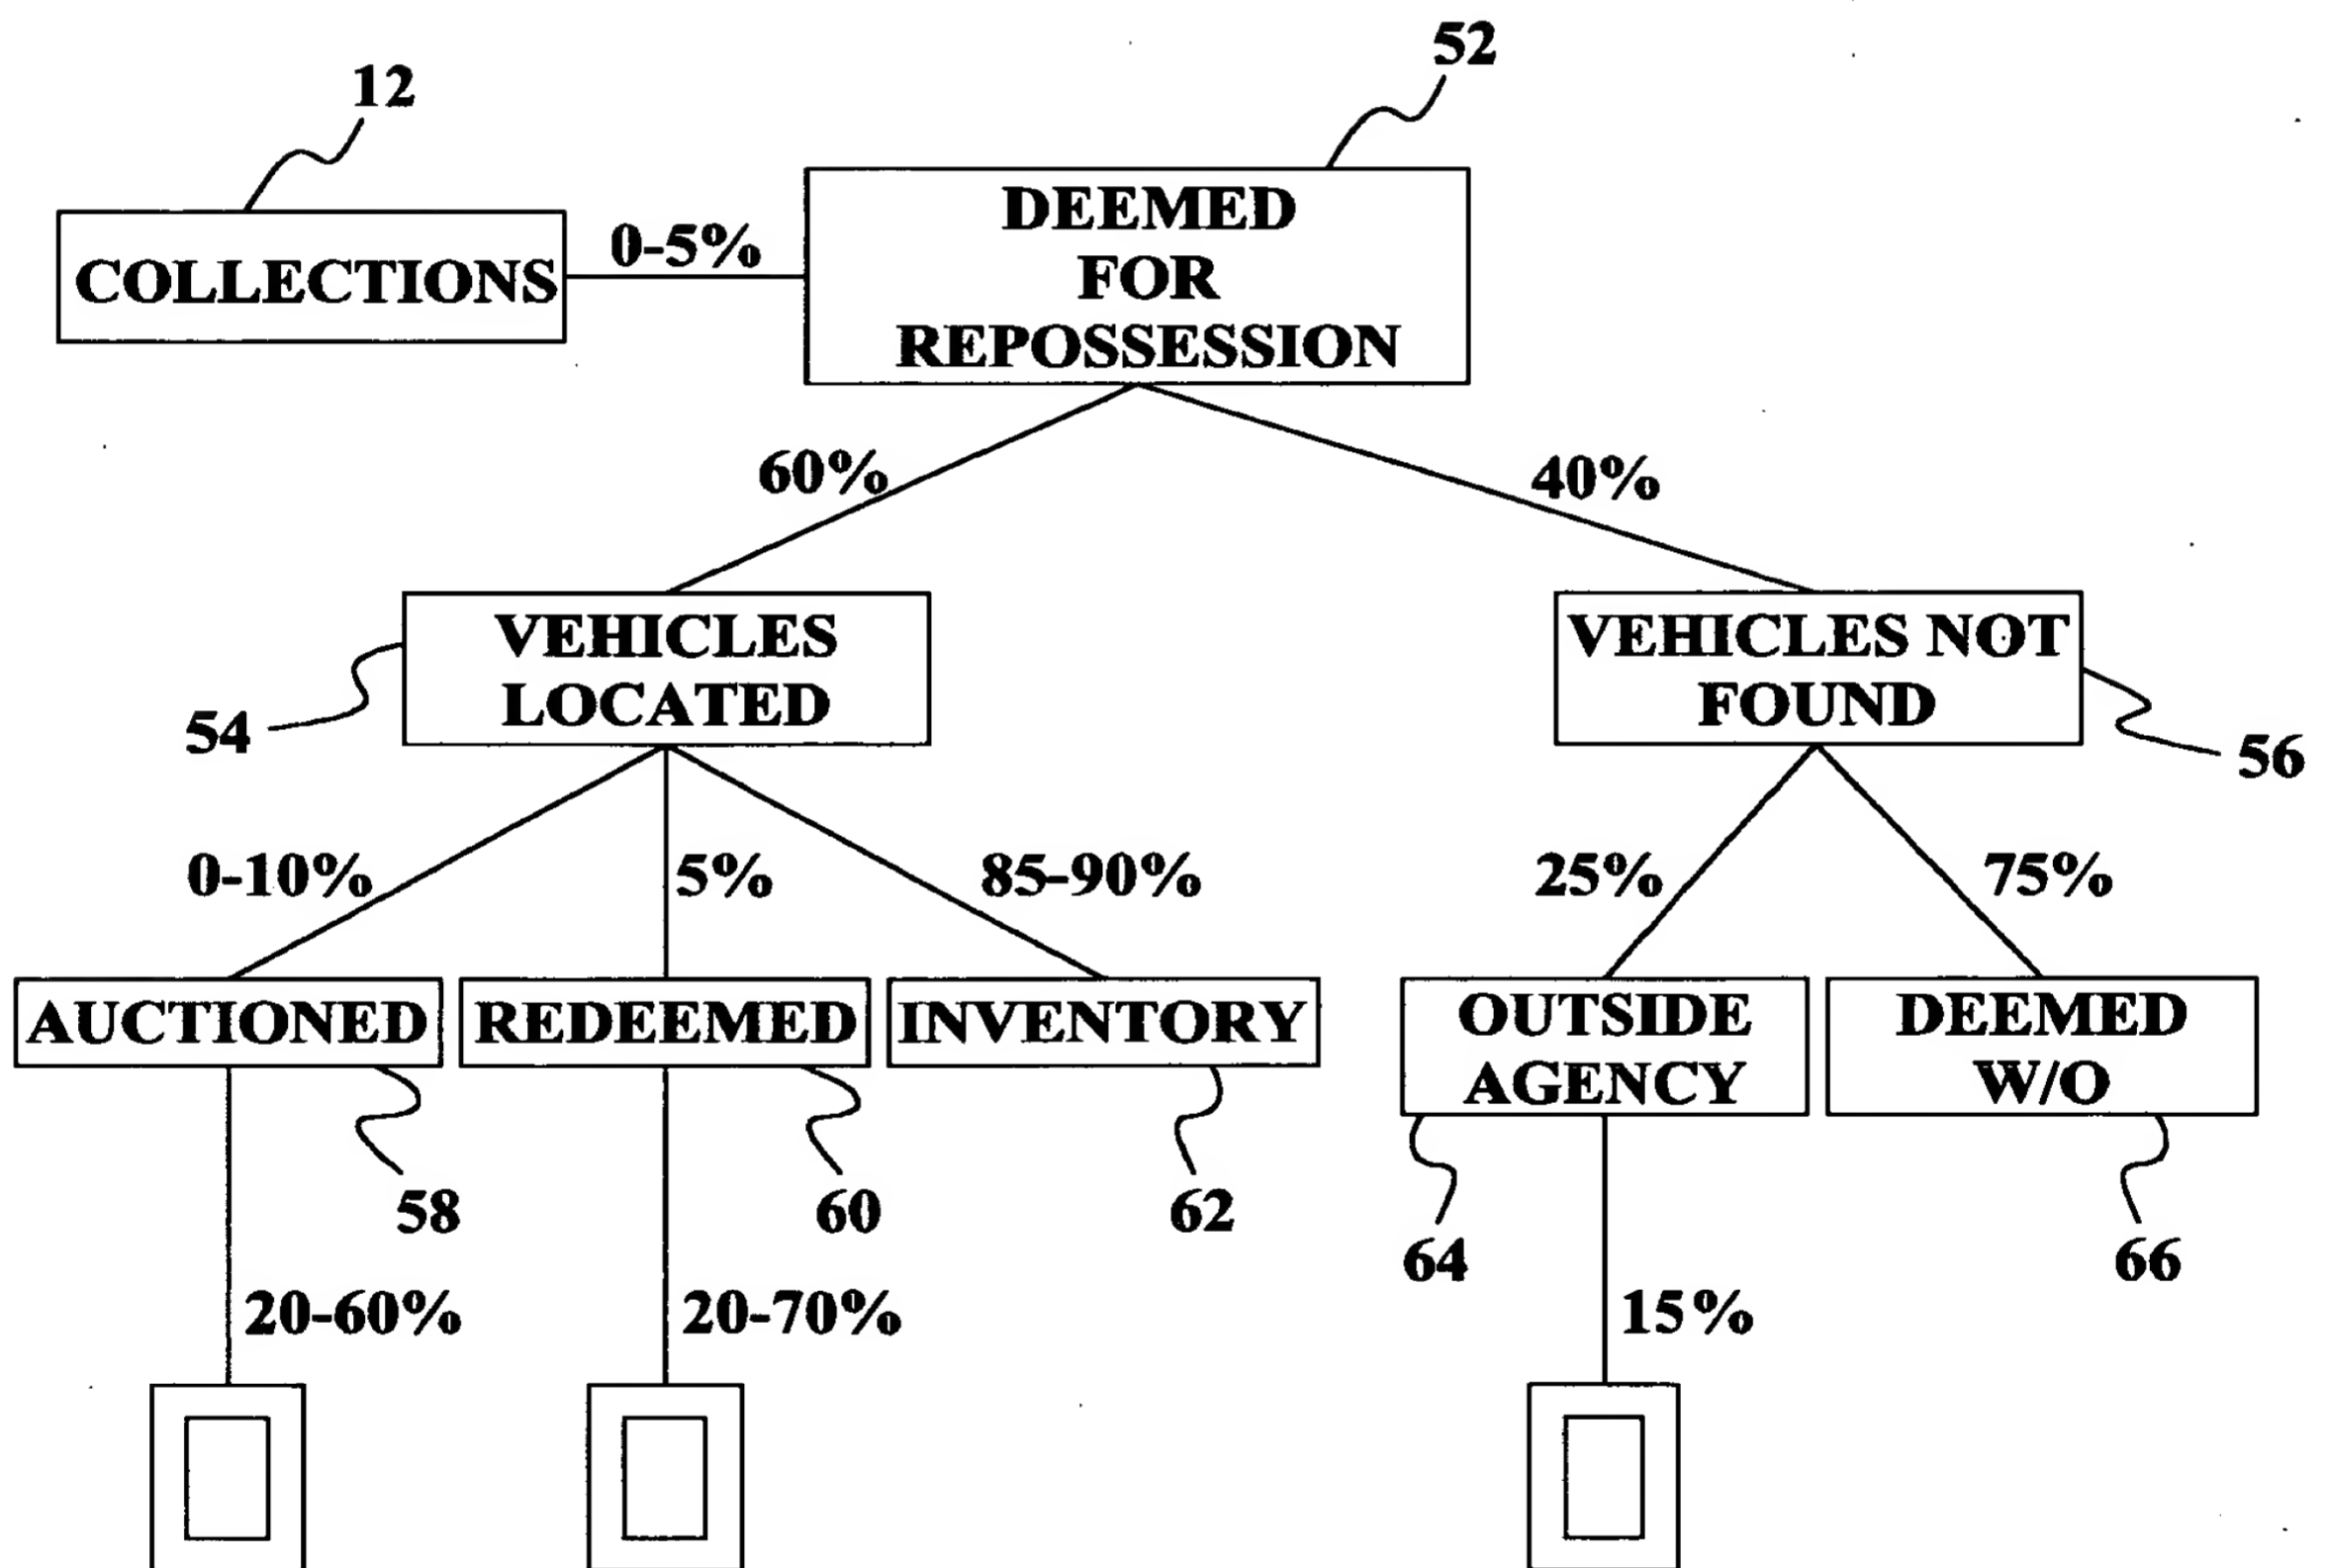 52
12
DEEMED
FOR
REPOSSESSION
COLLECTIONS
0-5%
60%
40%
VEHICLES
LOCATED
VEHICLES NOT
FOUND
54
56
0-10%
5%
85-90%
25%
75%
AUCTIONED
REDEEMED
INVENTORY
OUTSIDE
AGENCY
DEEMED
W/O
58
60
62
64
66
20-60%
20-70%
15%